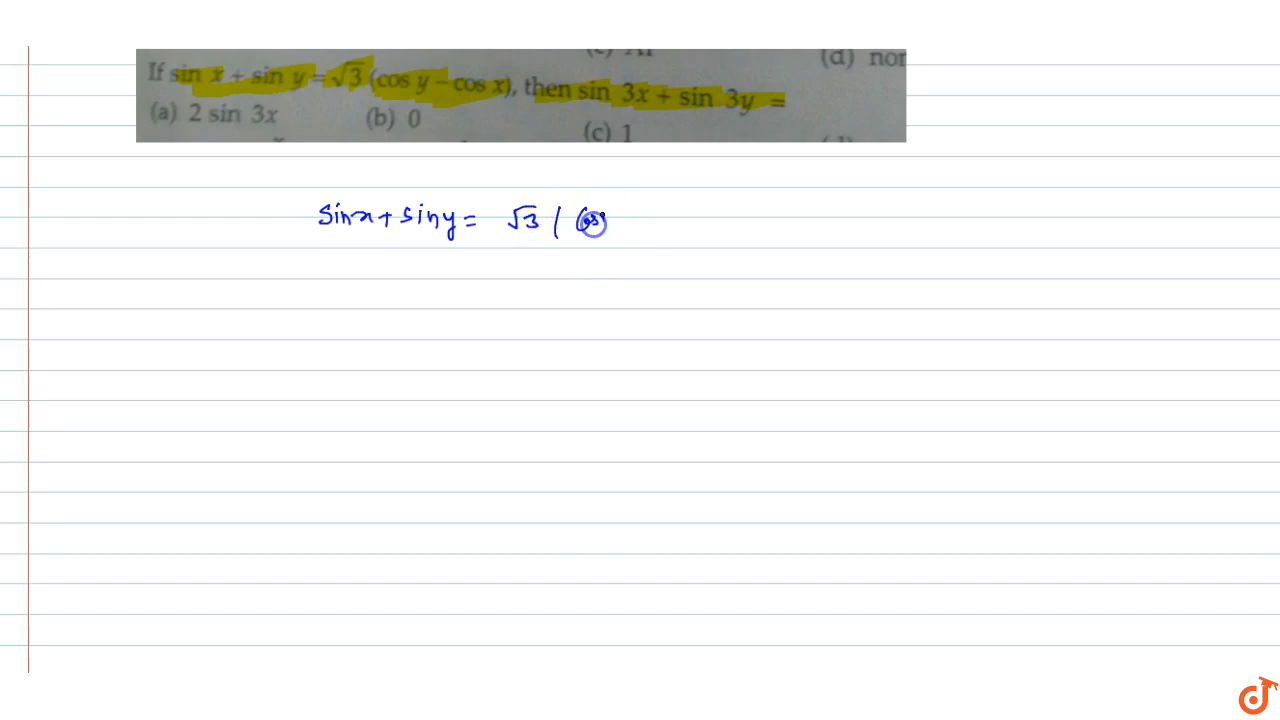 (d) nor
If sin x + sin y = √3 (cos y − cos x), then sin 3x + sin 3y =
(a) 2 sin 3x (b) 0 (c) 1
sinx + siny = √3 ( cos